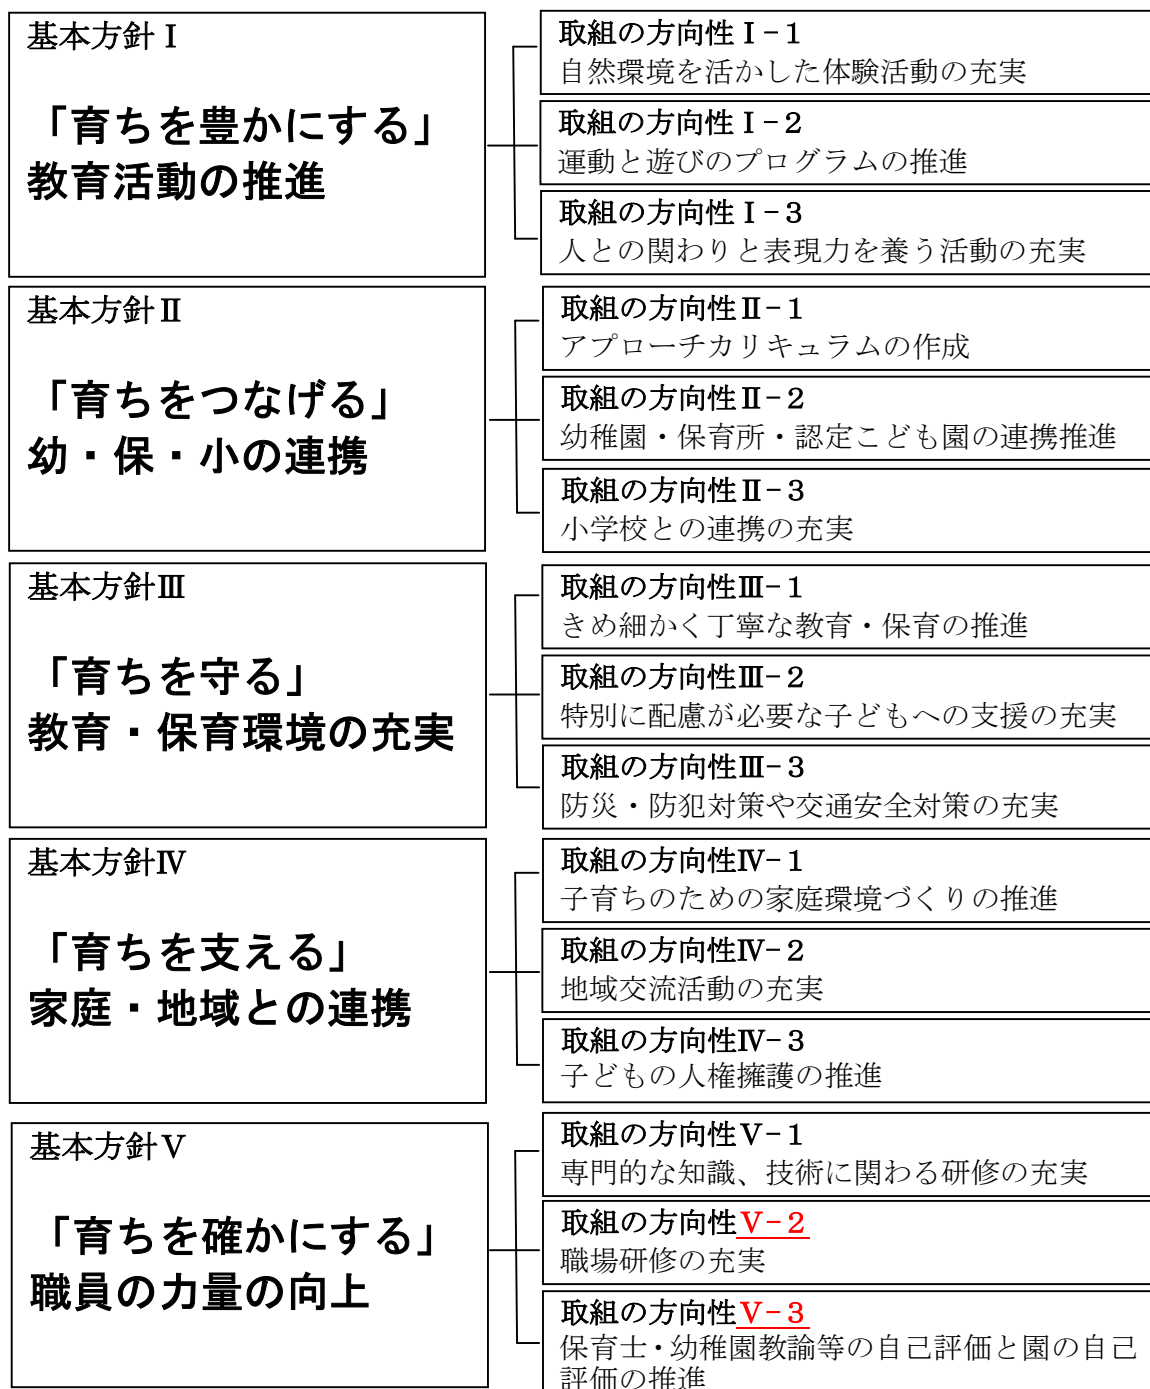 基本方針Ⅰ
「育ちを豊かにする」
教育活動の推進
取組の方向性Ⅰ-１
自然環境を活かした体験活動の充実
取組の方向性Ⅰ-２
運動と遊びのプログラムの推進
取組の方向性Ⅰ-３
人との関わりと表現力を養う活動の充実
基本方針Ⅱ
「育ちをつなげる」
幼・保・小の連携
取組の方向性Ⅱ-１
アプローチカリキュラムの作成
取組の方向性Ⅱ-２
幼稚園・保育所・認定こども園の連携推進
取組の方向性Ⅱ-３
小学校との連携の充実
基本方針Ⅲ
「育ちを守る」
教育・保育環境の充実
取組の方向性Ⅲ-１
きめ細かく丁寧な教育・保育の推進
取組の方向性Ⅲ-２
特別に配慮が必要な子どもへの支援の充実
取組の方向性Ⅲ-３
防災・防犯対策や交通安全対策の充実
基本方針Ⅳ
「育ちを支える」
家庭・地域との連携
取組の方向性Ⅳ-１
子育ちのための家庭環境づくりの推進
取組の方向性Ⅳ-２
地域交流活動の充実
取組の方向性Ⅳ-３
子どもの人権擁護の推進
基本方針Ⅴ
「育ちを確かにする」
職員の力量の向上
取組の方向性Ⅴ-１
専門的な知識、技術に関わる研修の充実
取組の方向性Ⅴ-２
職場研修の充実
取組の方向性Ⅴ-３
保育士・幼稚園教諭等の自己評価と園の自己
評価の推進